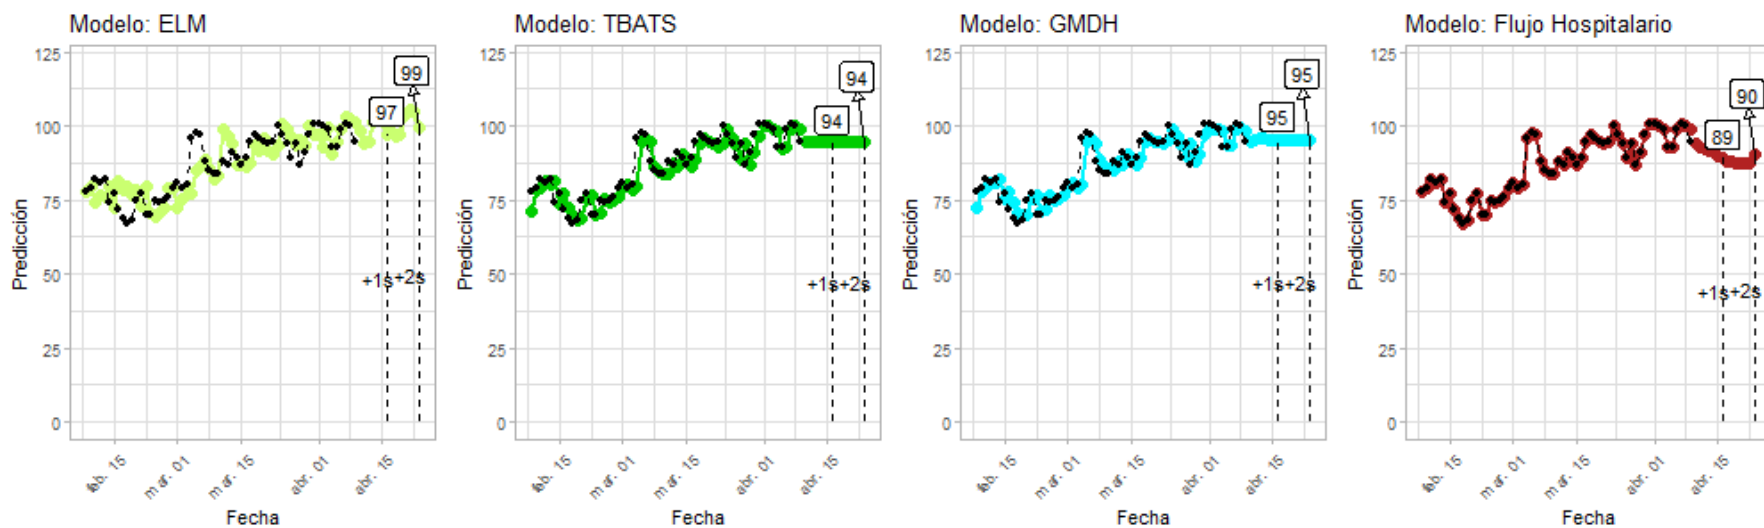 Modelo: ELM
125
100
75
50
25
0
Predicción
97
99
+1s
+2s
feb. 15
mar. 01
mar. 15
abr. 01
abr. 15
Fecha
Modelo: TBATS
125
100
75
50
25
0
Predicción
94
94
+1s
+2s
feb. 15
mar. 01
mar. 15
abr. 01
abr. 15
Fecha
Modelo: GMDH
125
100
75
50
25
0
Predicción
95
95
+1s
+2s
feb. 15
mar. 01
mar. 15
abr. 01
abr. 15
Fecha
Modelo: Flujo Hospitalario
125
100
75
50
25
0
Predicción
89
90
+1s
+2s
feb. 15
mar. 01
mar. 15
abr. 01
abr. 15
Fecha